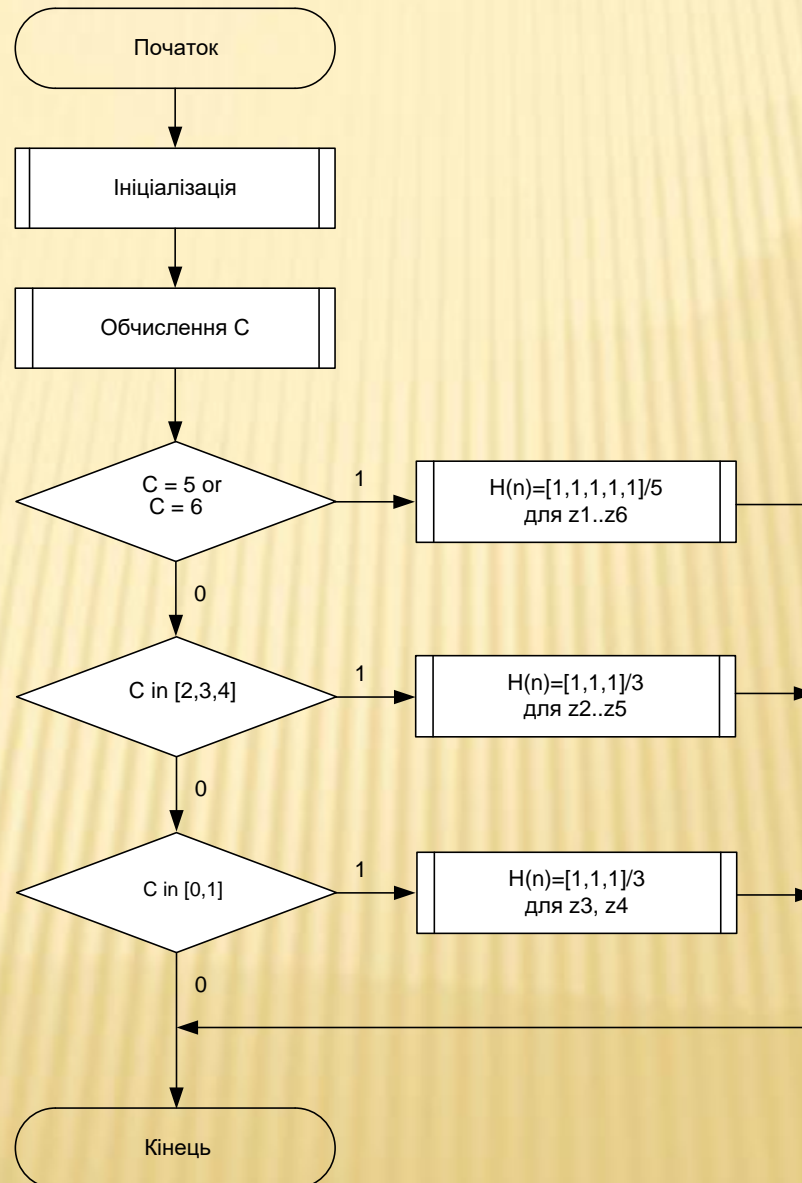 Початок
Ініціалізація
Обчислення С
C = 5 or
C = 6
1
H(n)=[1,1,1,1,1]/5
для z1..z6
0
C in [2,3,4]
1
H(n)=[1,1,1]/3
для z2..z5
0
C in [0,1]
1
H(n)=[1,1,1]/3
для z3, z4
0
Кінець